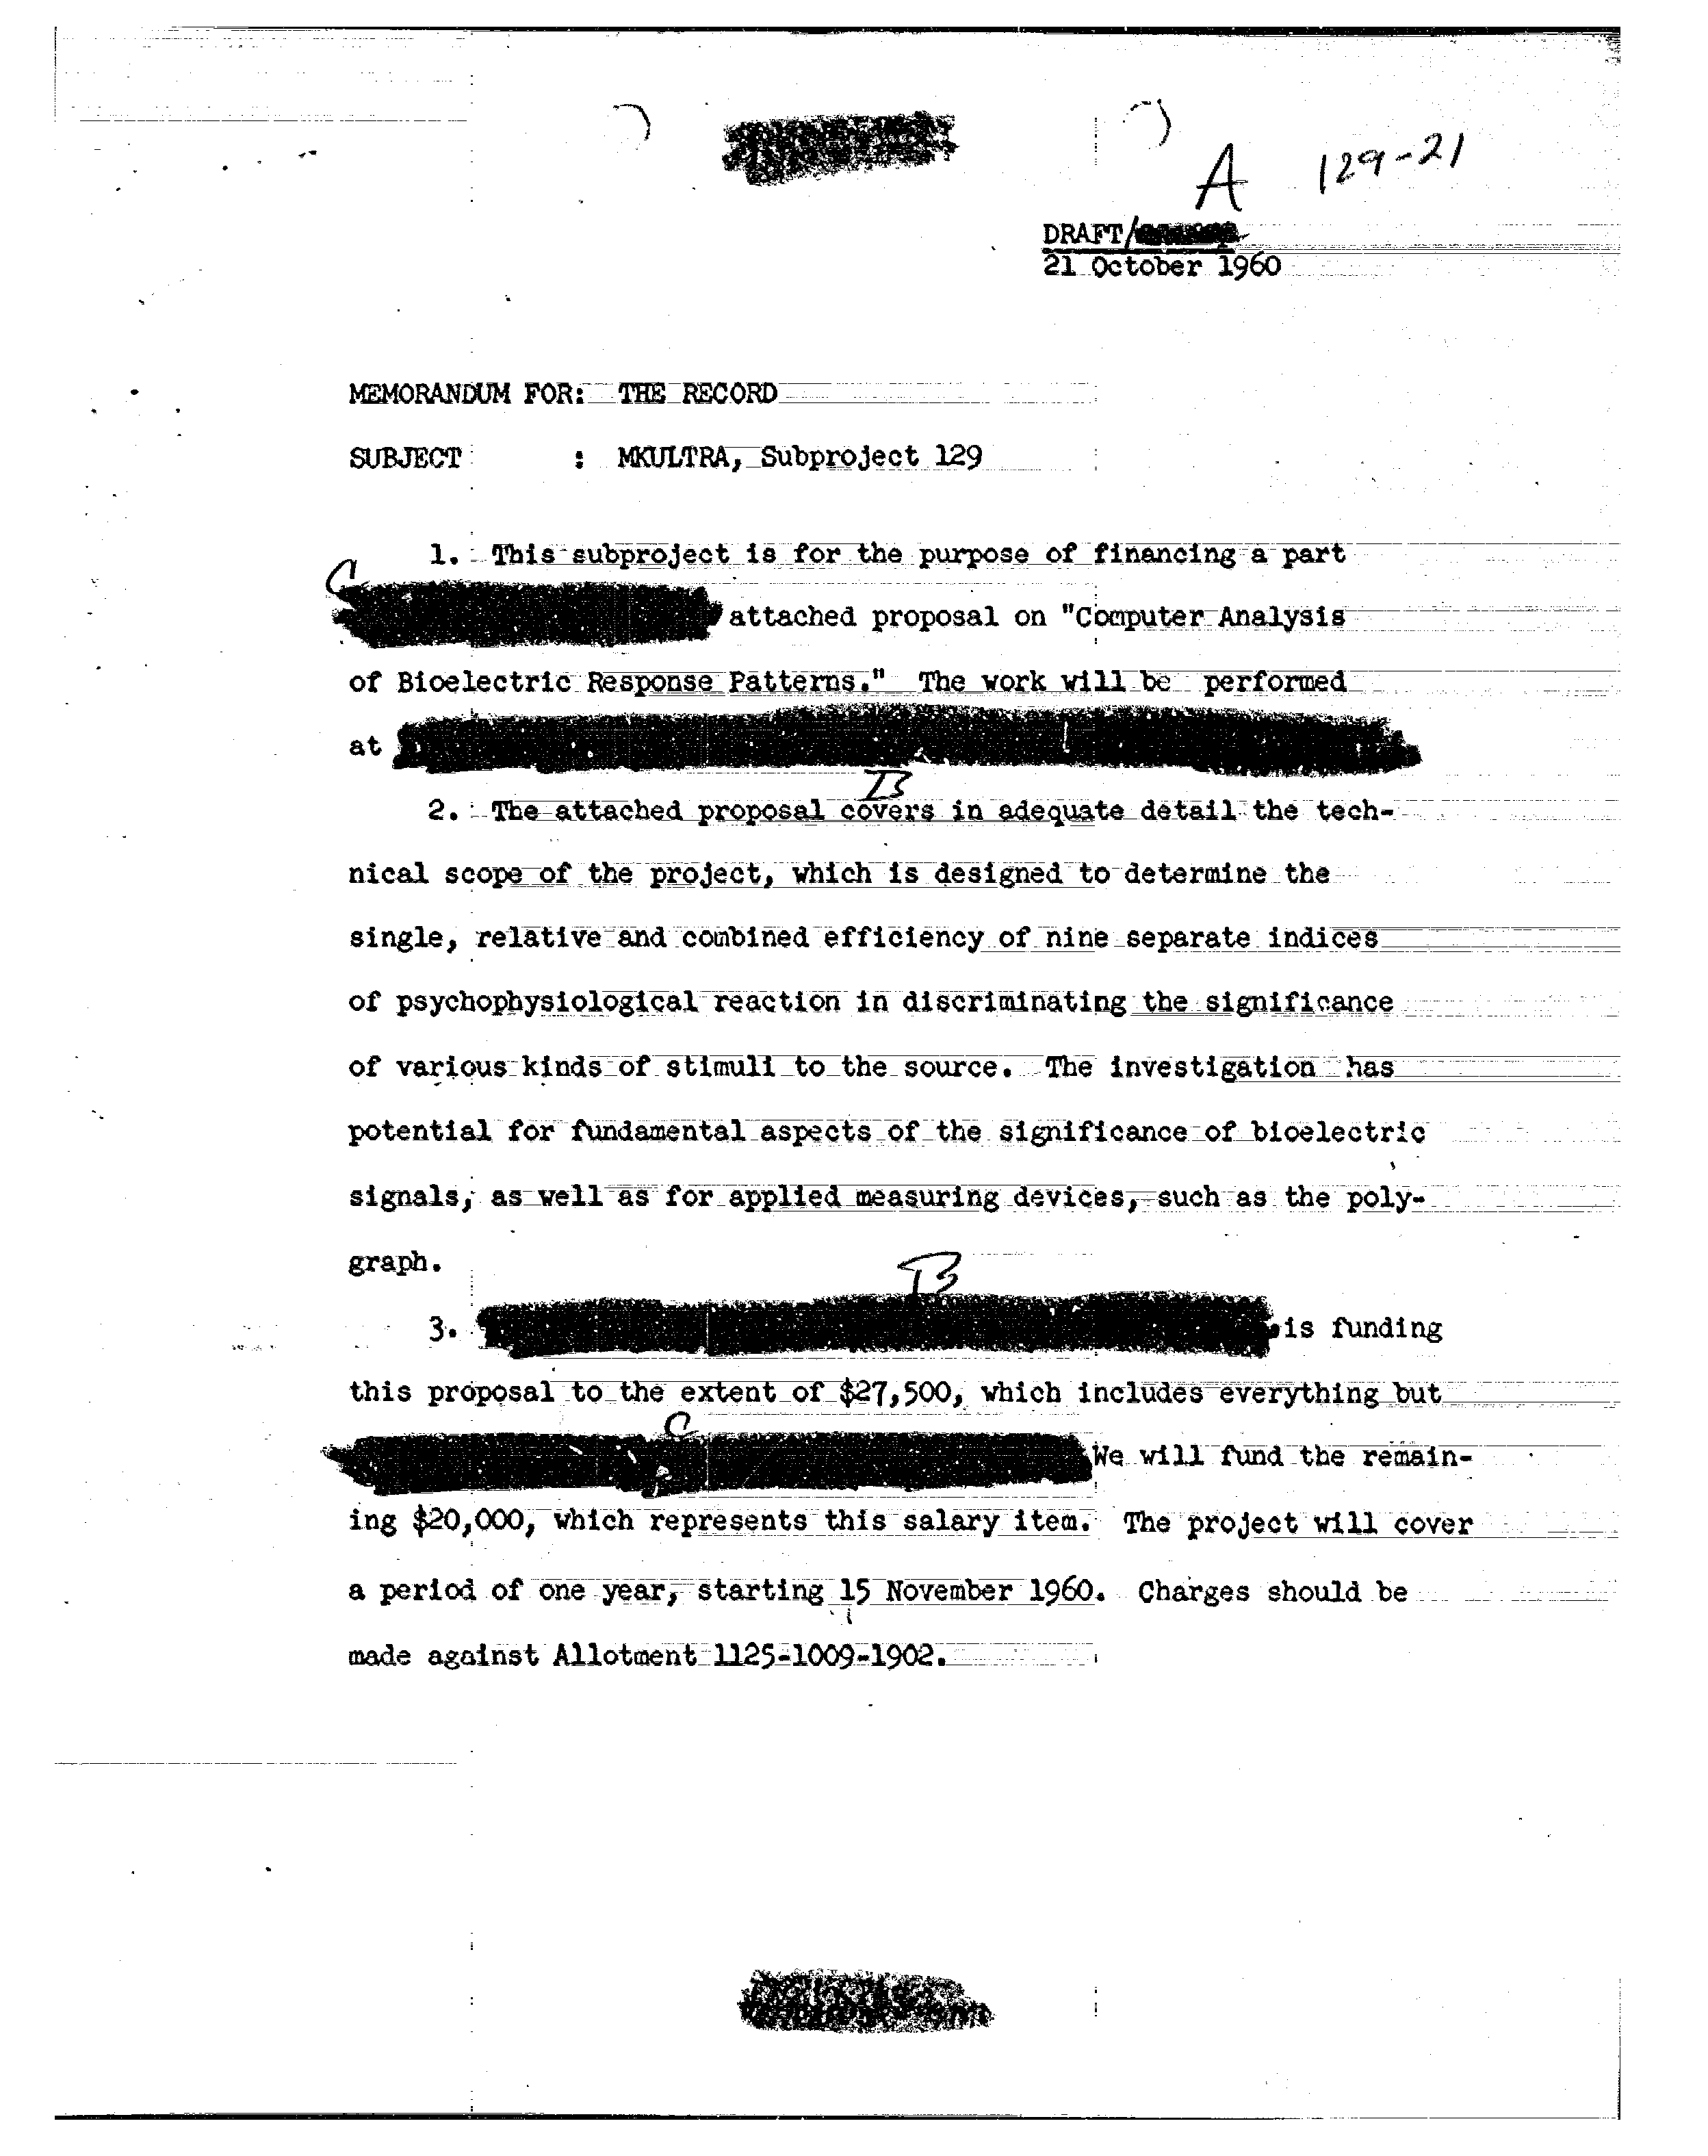 A 129-21
DRAFT/
21 October 1960
MEMORANDUM FOR: THE RECORD
SUBJECT : MKULTRA, Subproject 129
1. This subproject is for the purpose of financing a part
C
attached proposal on "Computer Analysis
of Bioelectric Response Patterns." The work will be performed
at
B
2. The attached proposal covers in adequate detail the tech-
nical scope of the project, which is designed to determine the
single, relative and combined efficiency of nine separate indices
of psychophysiological reaction in discriminating the significance
of various kinds of stimuli to the source. The investigation has
potential for fundamental aspects of the significance of bioelectric
signals, as well as for applied measuring devices, such as the poly-
graph.
B
3. is funding
this proposal to the extent of $27,500, which includes everything but
C
We will fund the remain-
ing $20,000, which represents this salary item. The project will cover
a period of one year, starting 15 November 1960. Charges should be
made against Allotment 1125-1009-1902.